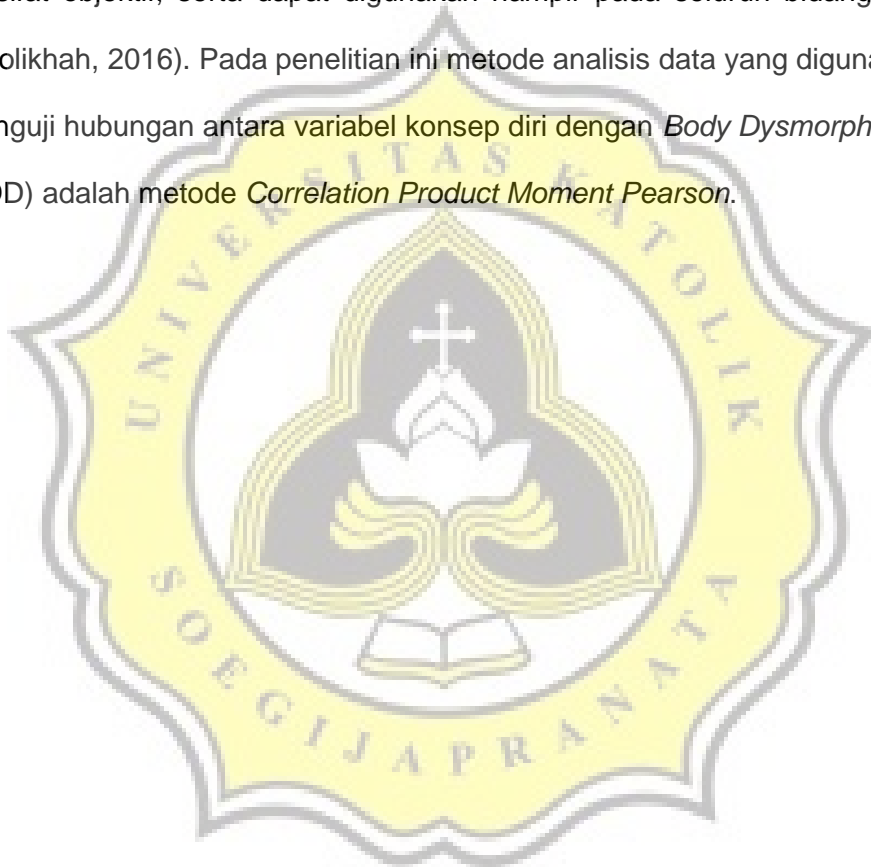 bersifat objektif, serta dapat digunakan hampir pada seluruh bidang
olikhah, 2016). Pada penelitian ini metode analisis data yang diguna
nguji hubungan antara variabel konsep diri dengan Body Dysmorph
DD) adalah metode Correlation Product Moment Pearson.
UNIVERSITAS KATOLIK
SOEGIJAPRANATA